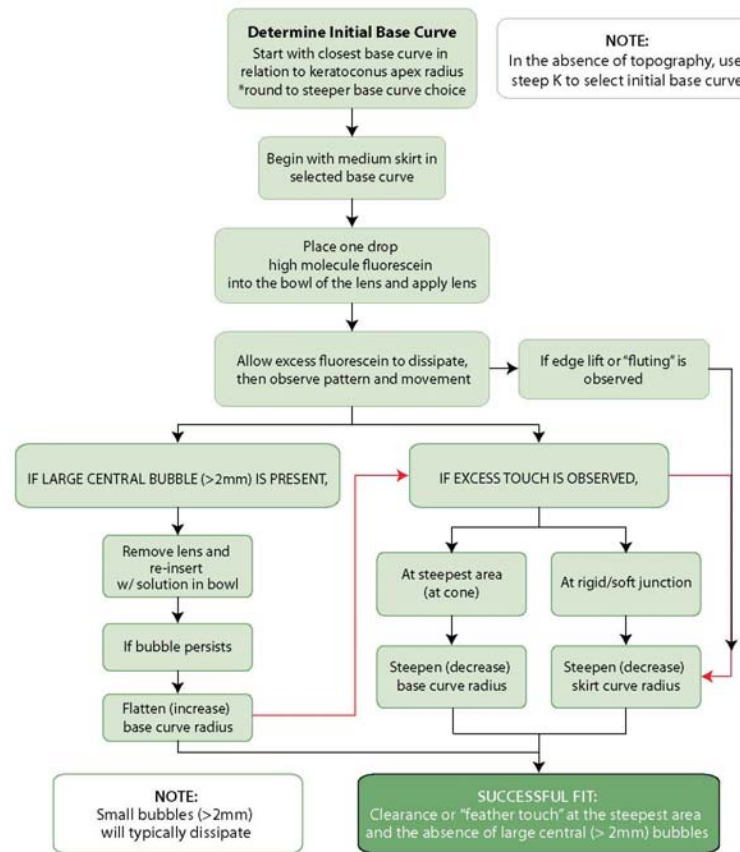 Determine Initial Base Curve
Start with closest base curve in
relation to keratoconus apex radius
*round to steeper base curve choice
NOTE:
In the absence of topography, use
steep K to select initial base curve
Begin with medium skirt in
selected base curve
Place one drop
high molecule fluorescein
into the bowl of the lens and apply lens
Allow excess fluorescein to dissipate,
then observe pattern and movement
If edge lift or "fluting" is
observed
IF LARGE CENTRAL BUBBLE (>2mm) IS PRESENT,
IF EXCESS TOUCH IS OBSERVED,
Remove lens and
re-insert
w/ solution in bowl
At steepest area
(at cone)
At rigid/soft junction
If bubble persists
Steepen (decrease)
base curve radius
Steepen (decrease)
skirt curve radius
Flatten (increase)
base curve radius
NOTE:
Small bubbles (>2mm)
will typically dissipate
SUCCESSFUL FIT:
Clearance or "feather touch" at the steepest area
and the absence of large central (> 2mm) bubbles